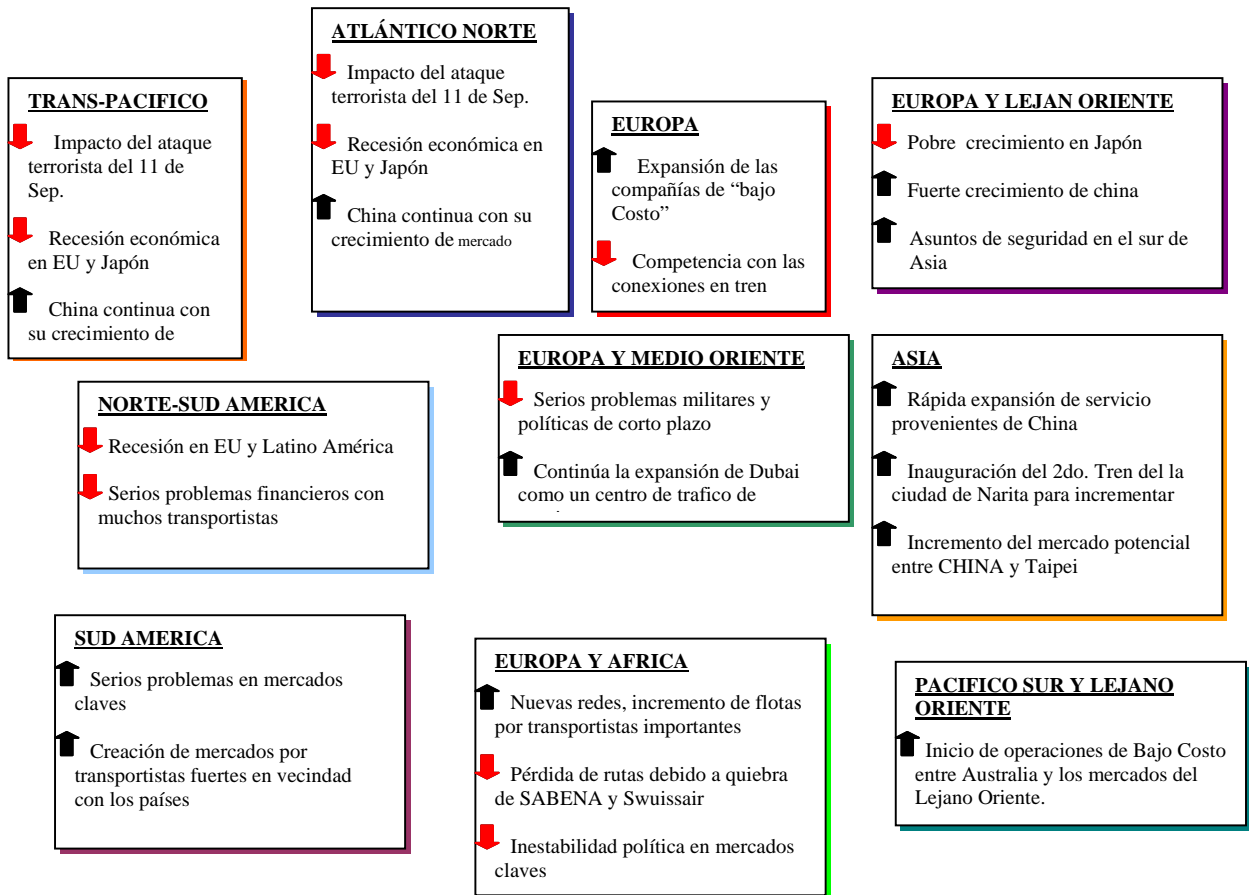 ATLÁNTICO NORTE
Impacto del ataque
terrorista del 11 de Sep.
Recesión económica en
EU y Japón
China continua con su
crecimiento de mercado
TRANS-PACIFICO
Impacto del ataque
terrorista del 11 de
Sep.
Recesión económica
en EU y Japón
China continua con
su crecimiento de
EUROPA
Expansión de las
compañías de “bajo
Costo”
Competencia con las
conexiones en tren
EUROPA Y LEJAN ORIENTE
Pobre crecimiento en Japón
Fuerte crecimiento de china
Asuntos de seguridad en el sur de
Asia
NORTE-SUD AMERICA
Recesión en EU y Latino América
Serios problemas financieros con
muchos transportistas
EUROPA Y MEDIO ORIENTE
Serios problemas militares y
políticas de corto plazo
Continúa la expansión de Dubai
como un centro de trafico de
ASIA
Rápida expansión de servicio
provenientes de China
Inauguración del 2do. Tren del la
ciudad de Narita para incrementar
Incremento del mercado potencial
entre CHINA y Taipei
SUD AMERICA
Serios problemas en mercados
claves
Creación de mercados por
transportistas fuertes en vecindad
con los países
EUROPA Y AFRICA
Nuevas redes, incremento de flotas
por transportistas importantes
Pérdida de rutas debido a quiebra
de SABENA y Swuissair
Inestabilidad política en mercados
claves
PACIFICO SUR Y LEJANO
ORIENTE
Inicio de operaciones de Bajo Costo
entre Australia y los mercados del
Lejano Oriente.